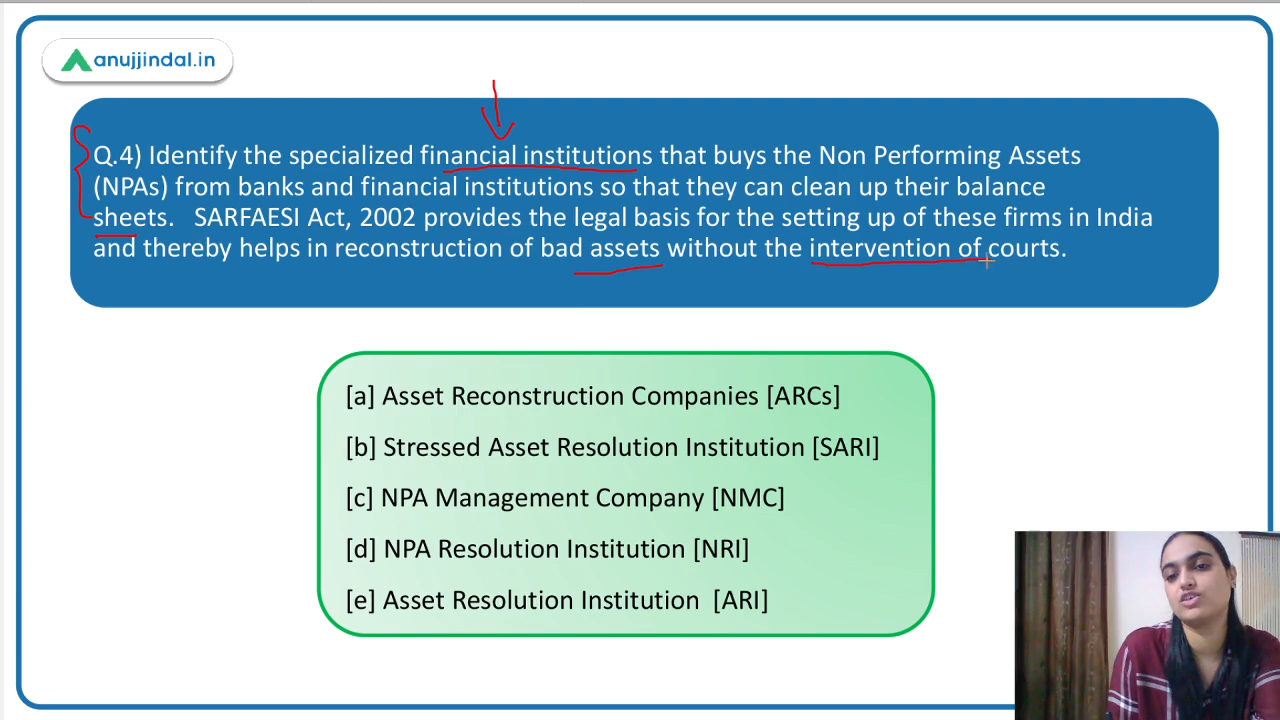 anujjindal.in
Q.4) Identify the specialized financial institutions that buys the Non Performing Assets
(NPAs) from banks and financial institutions so that they can clean up their balance
sheets. SARFAESI Act, 2002 provides the legal basis for the setting up of these firms in India
and thereby helps in reconstruction of bad assets without the intervention of courts.
[a] Asset Reconstruction Companies [ARCs]
[b] Stressed Asset Resolution Institution [SARI]
[c] NPA Management Company [NMC]
[d] NPA Resolution Institution [NRI]
[e] Asset Resolution Institution [ARI]